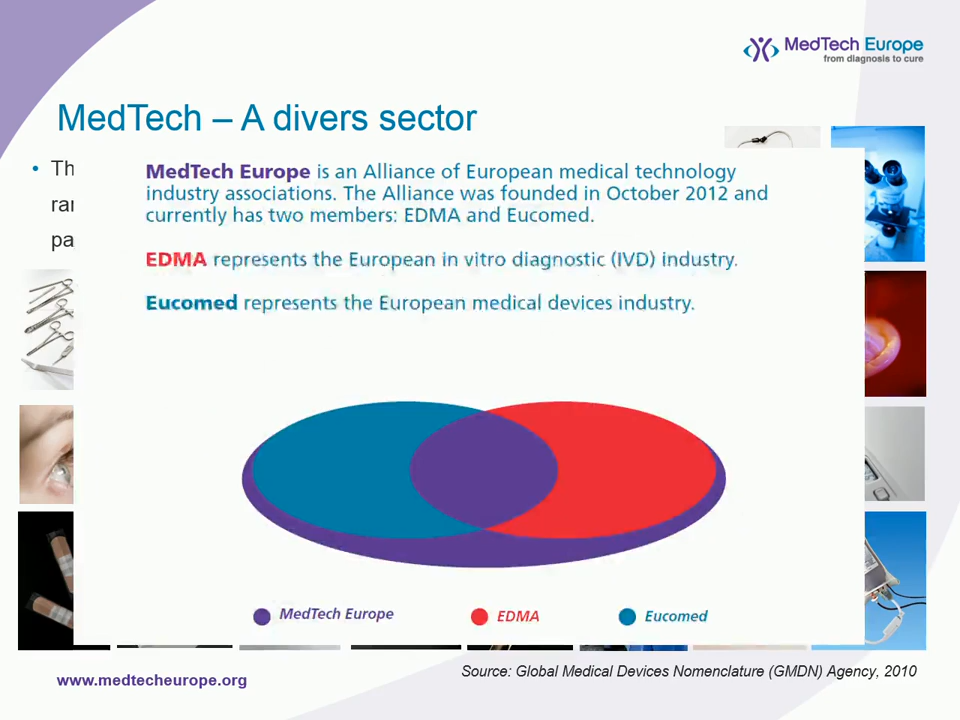 MedTech Europe
from diagnosis to cure
MedTech – A divers sector
MedTech Europe is an Alliance of European medical technology
industry associations. The Alliance was founded in October 2012 and
currently has two members: EDMA and Eucomed.
EDMA represents the European in vitro diagnostic (IVD) industry.
Eucomed represents the European medical devices industry.
MedTech Europe
EDMA
Eucomed
Source: Global Medical Devices Nomenclature (GMDN) Agency, 2010
www.medtecheurope.org